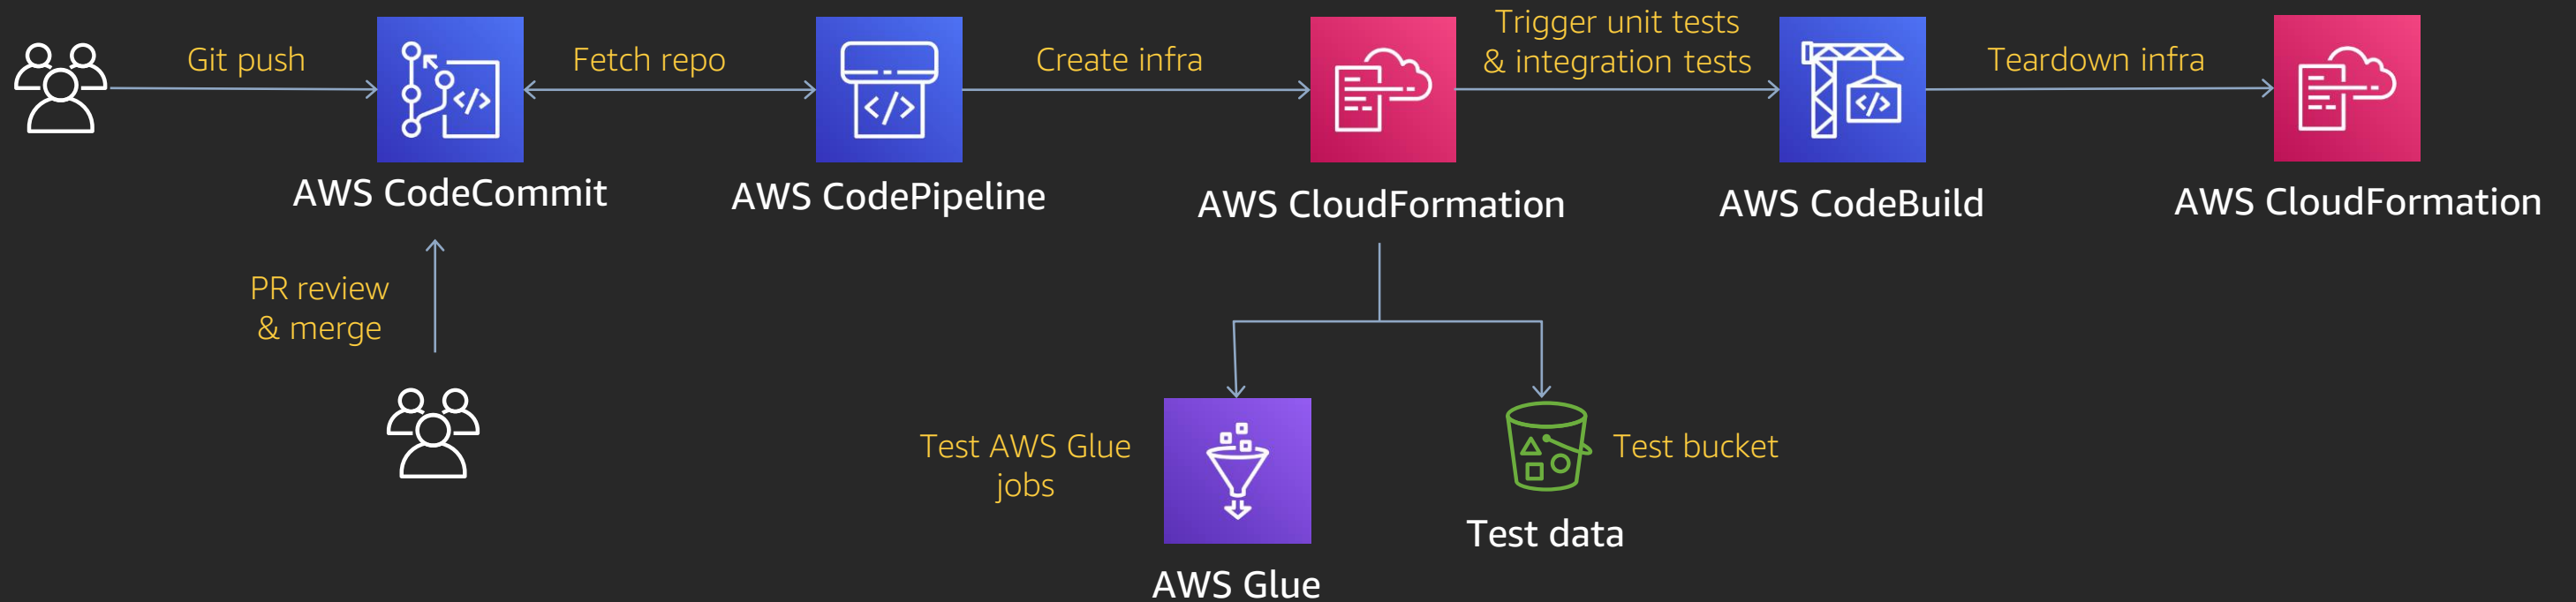 Git push
Fetch repo
Create infra
Trigger unit tests
& integration tests
Teardown infra
AWS CodeCommit
AWS CodePipeline
AWS CloudFormation
AWS CodeBuild
AWS CloudFormation
PR review
& merge
Test AWS Glue
jobs
Test bucket
Test data
AWS Glue